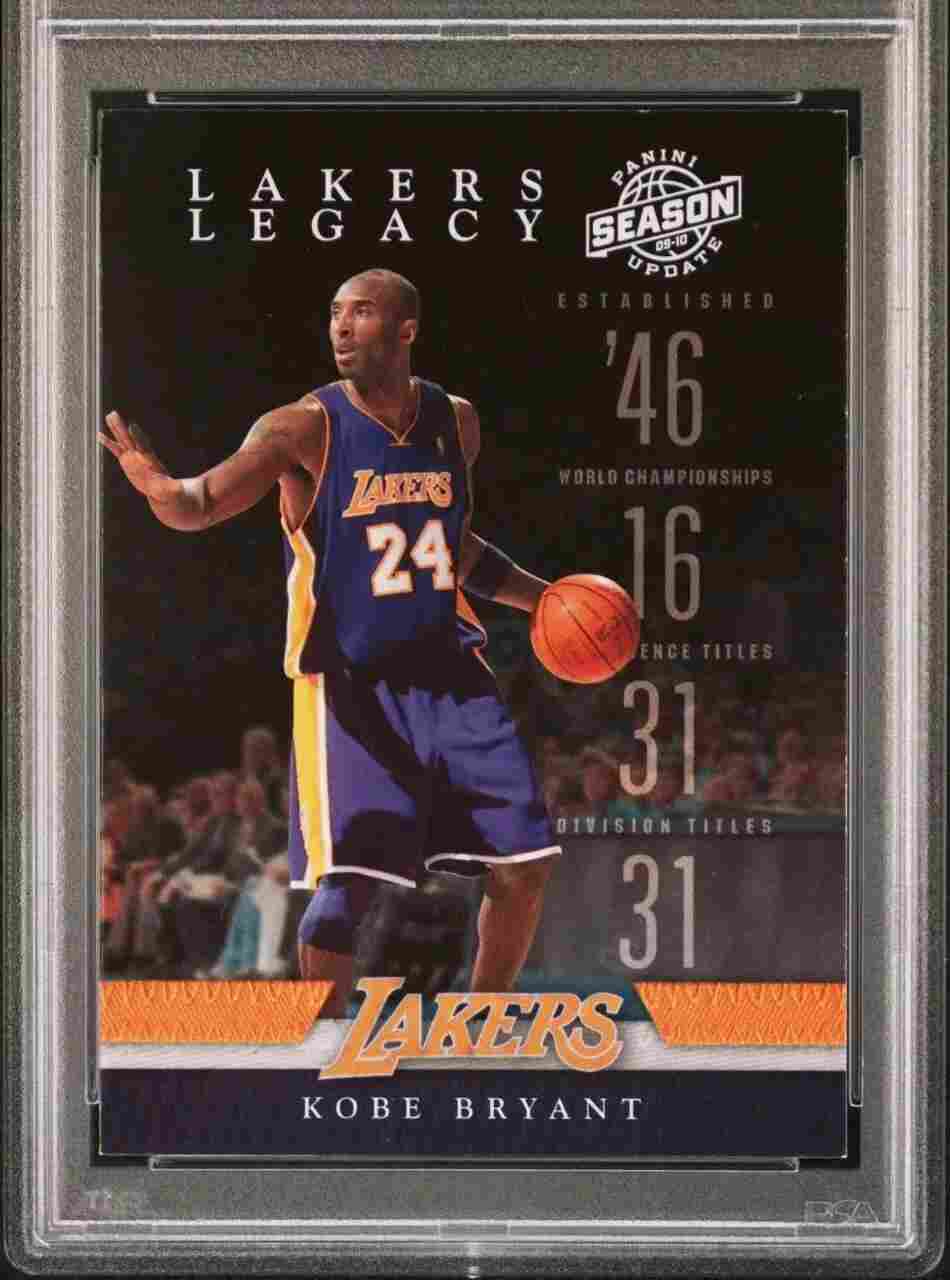 LAKERS
LEGACY
PANINI
SEASON
09-10
UPDATE
ESTABLISHED
'46
WORLD CHAMPIONSHIPS
16
ENCE TITLES
31
DIVISION TITLES
31
LAKERS
24
LAKERS
KOBE BRYANT
PSA